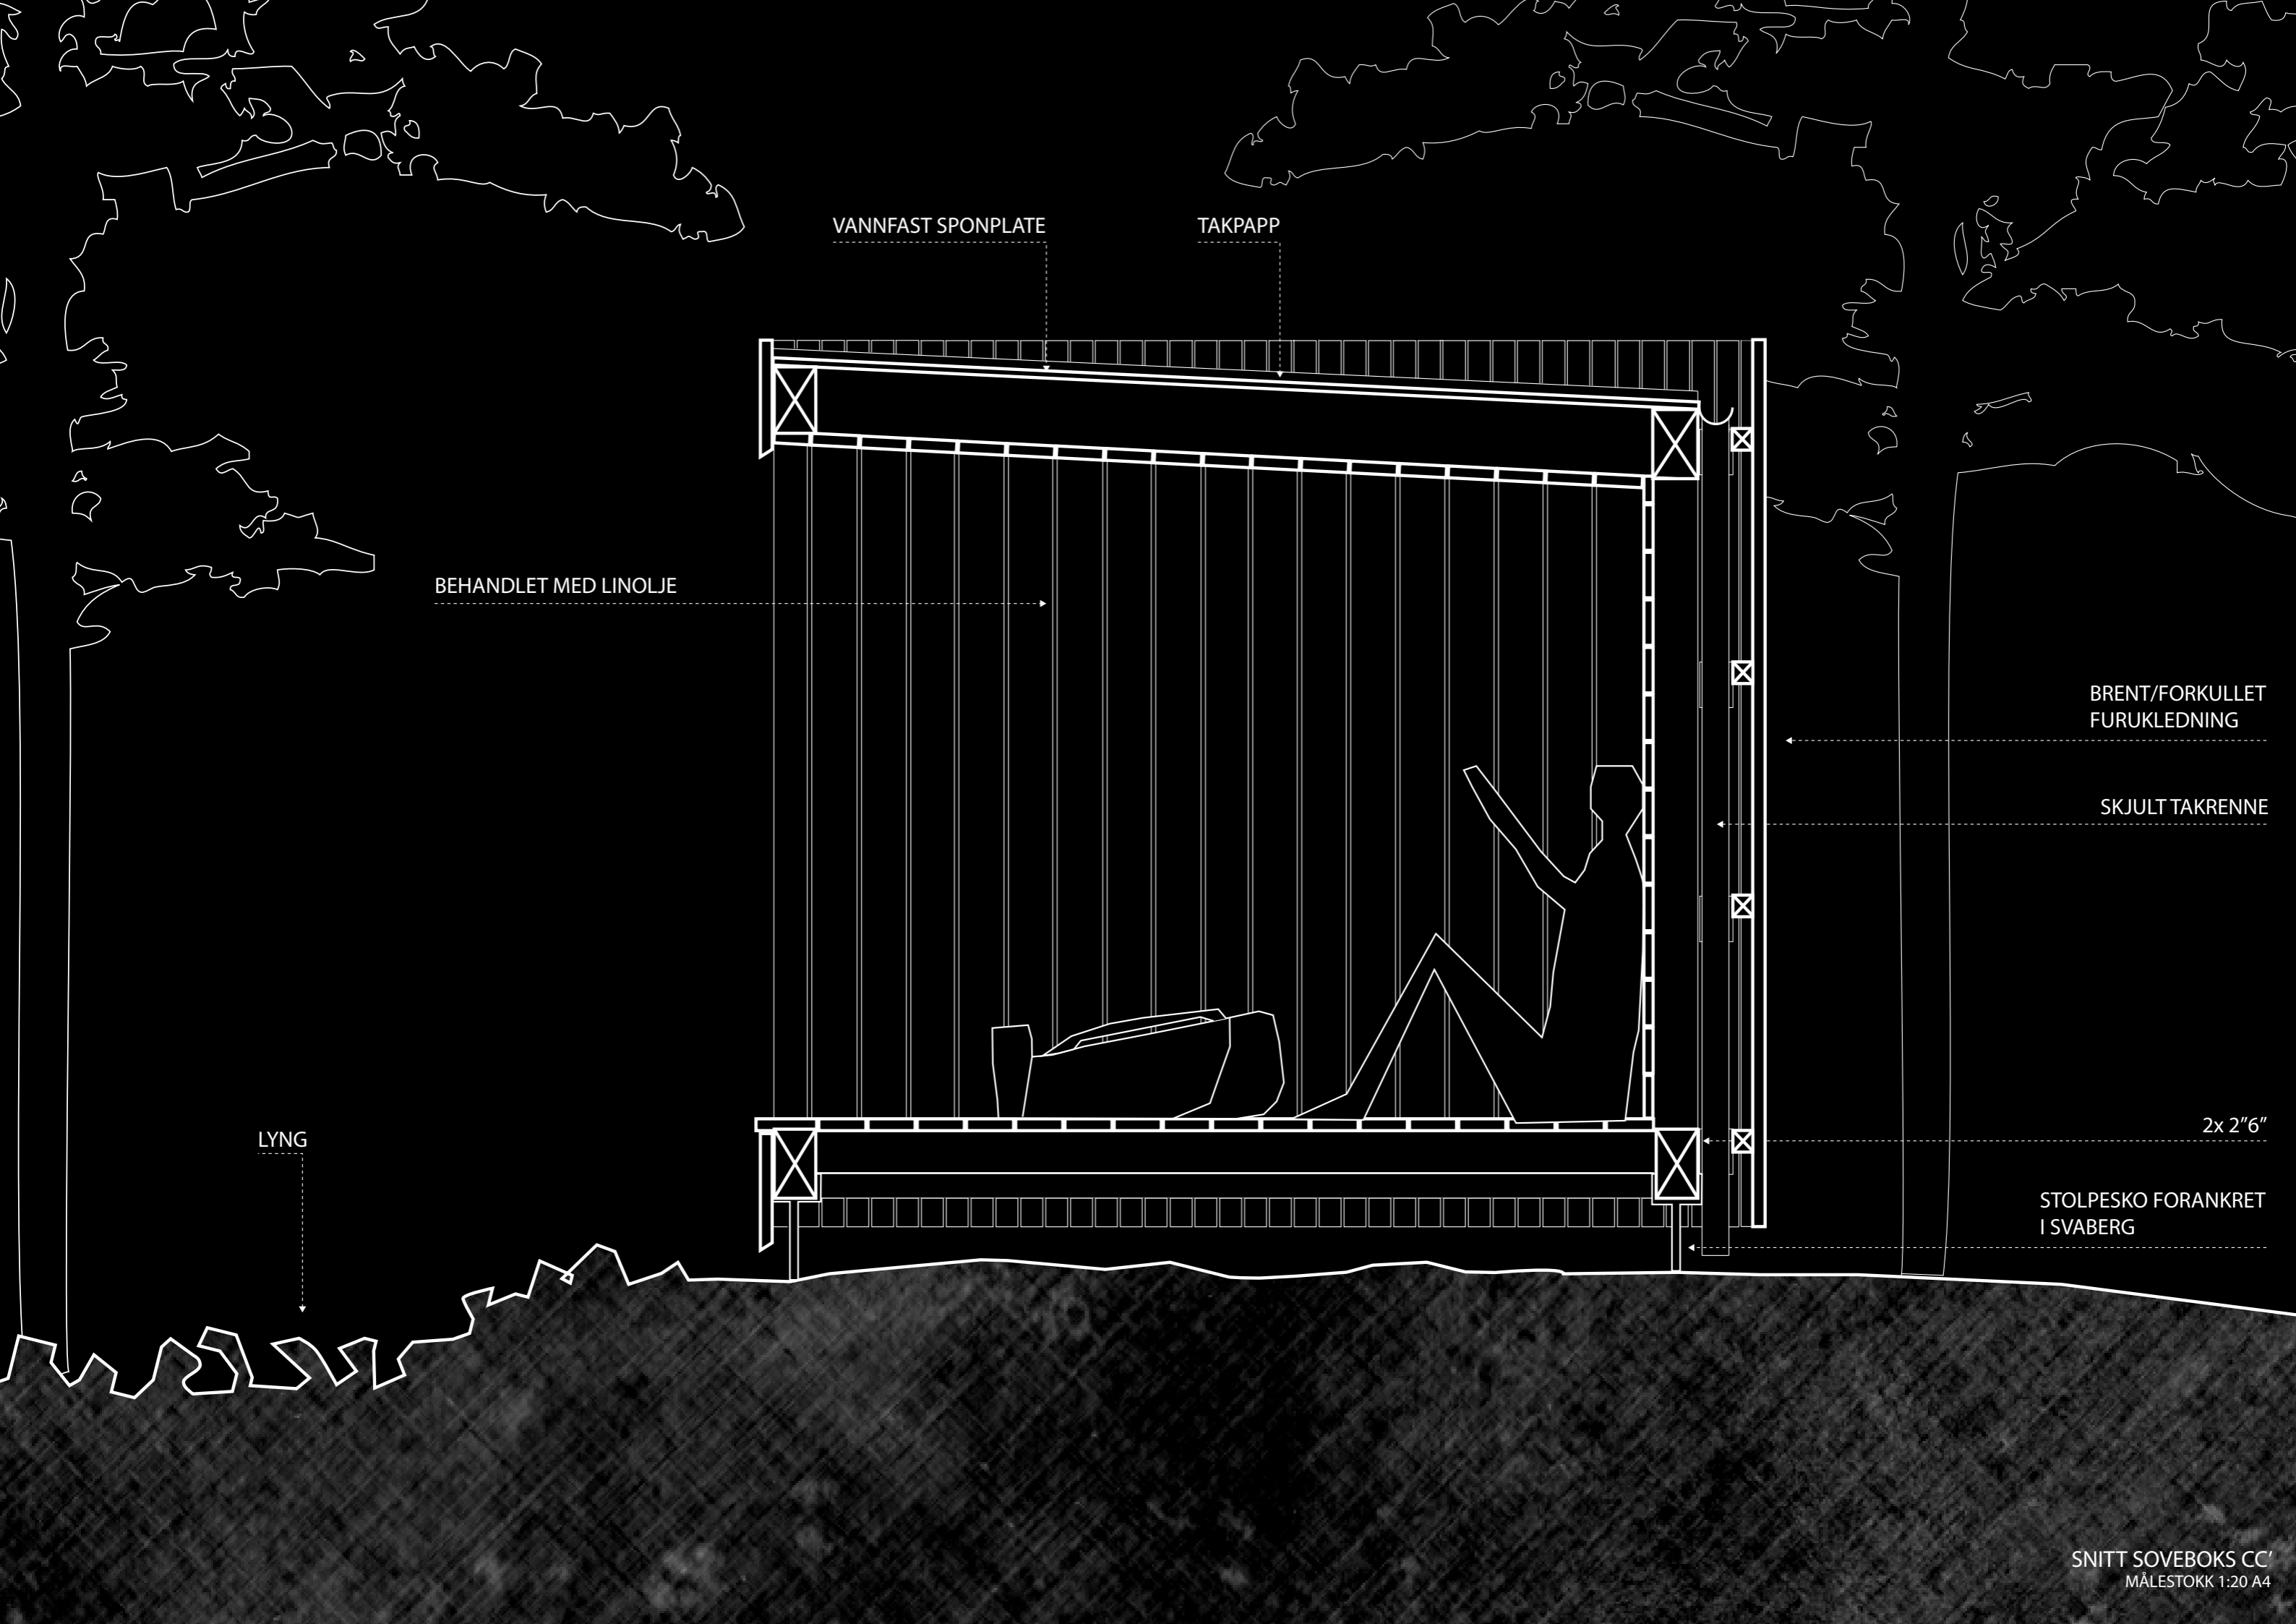 VANNFAST SPONPLATE
TAKPAPP
BEHANDLET MED LINOLJE
BRENT/FORKULLET
FURUKLEDNING
SKJULT TAKRENNE
2x 2”6”
LYNG
STOLPESKO FORANKRET
I SVABERG
SNITT SOVEBOKS CC’
MÅLESTOKK 1:20 A4